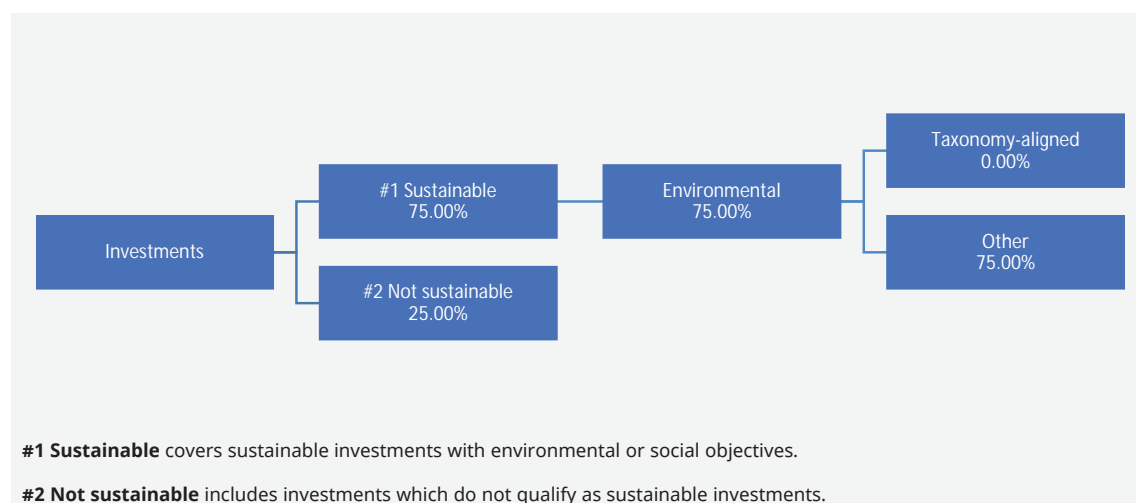 Taxonomy-aligned
0.00%
#1 Sustainable
75.00%
Environmental
75.00%
Investments
Other
75.00%
#2 Not sustainable
25.00%
#1 Sustainable covers sustainable investments with environmental or social objectives.
#2 Not sustainable includes investments which do not qualify as sustainable investments.